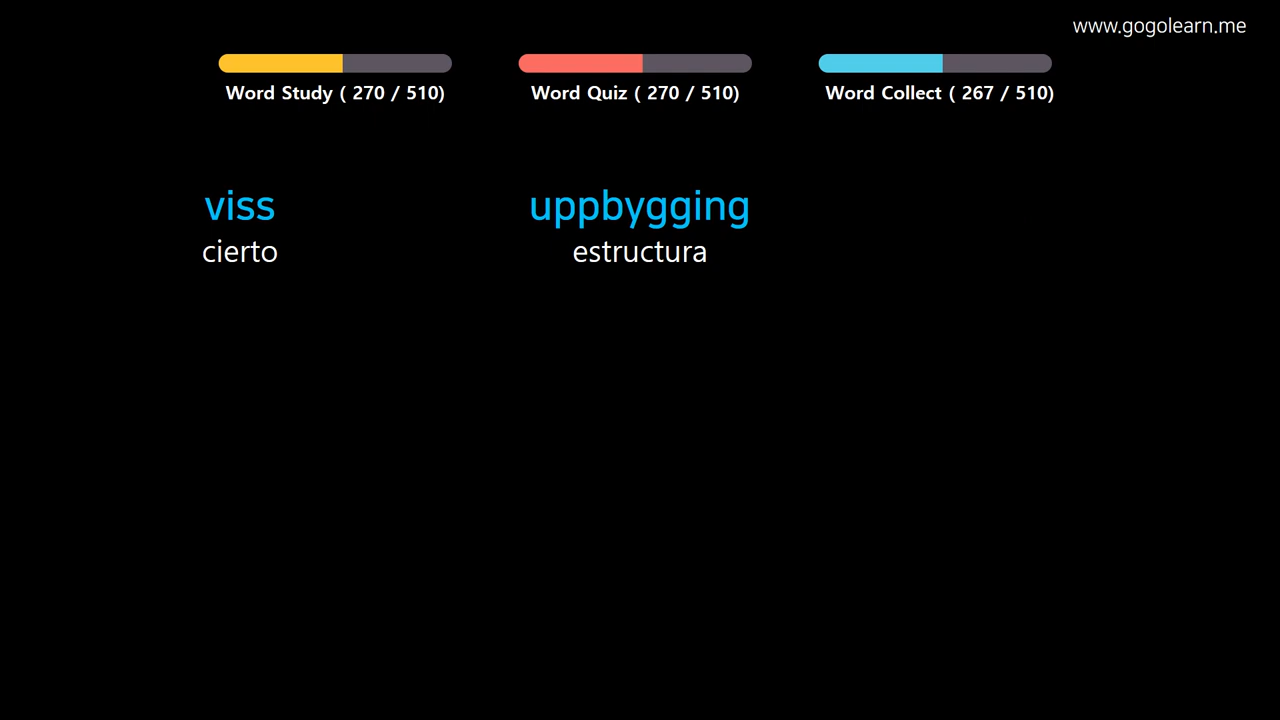 www.gogolearn.me
Word Study ( 270 / 510)
Word Quiz ( 270 / 510)
Word Collect ( 267 / 510)
viss
cierto
uppbygging
estructura